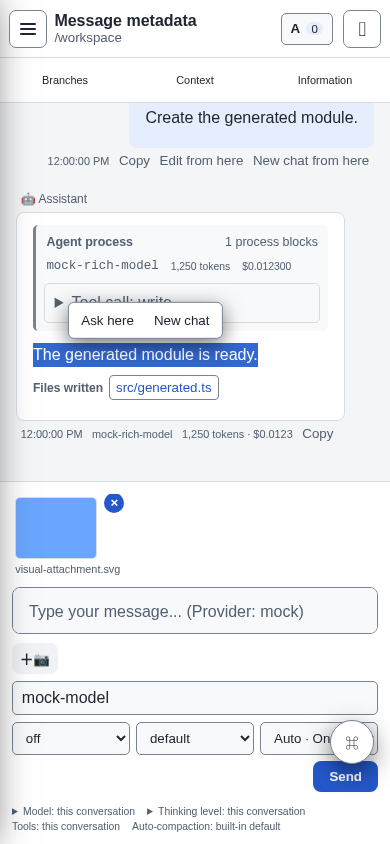 Message metadata
/workspace
A 0
Branches Context Information
Create the generated module.
12:00:00 PM Copy Edit from here New chat from here
Assistant
Agent process 1 process blocks
mock-rich-model 1,250 tokens $0.012300
Tool call: write
Ask here New chat
The generated module is ready.
Files written src/generated.ts
12:00:00 PM mock-rich-model 1,250 tokens · $0.0123 Copy
visual-attachment.svg
Type your message... (Provider: mock)
mock-model
off default Auto · On
Send
Model: this conversation Thinking level: this conversation
Tools: this conversation Auto-compaction: built-in default